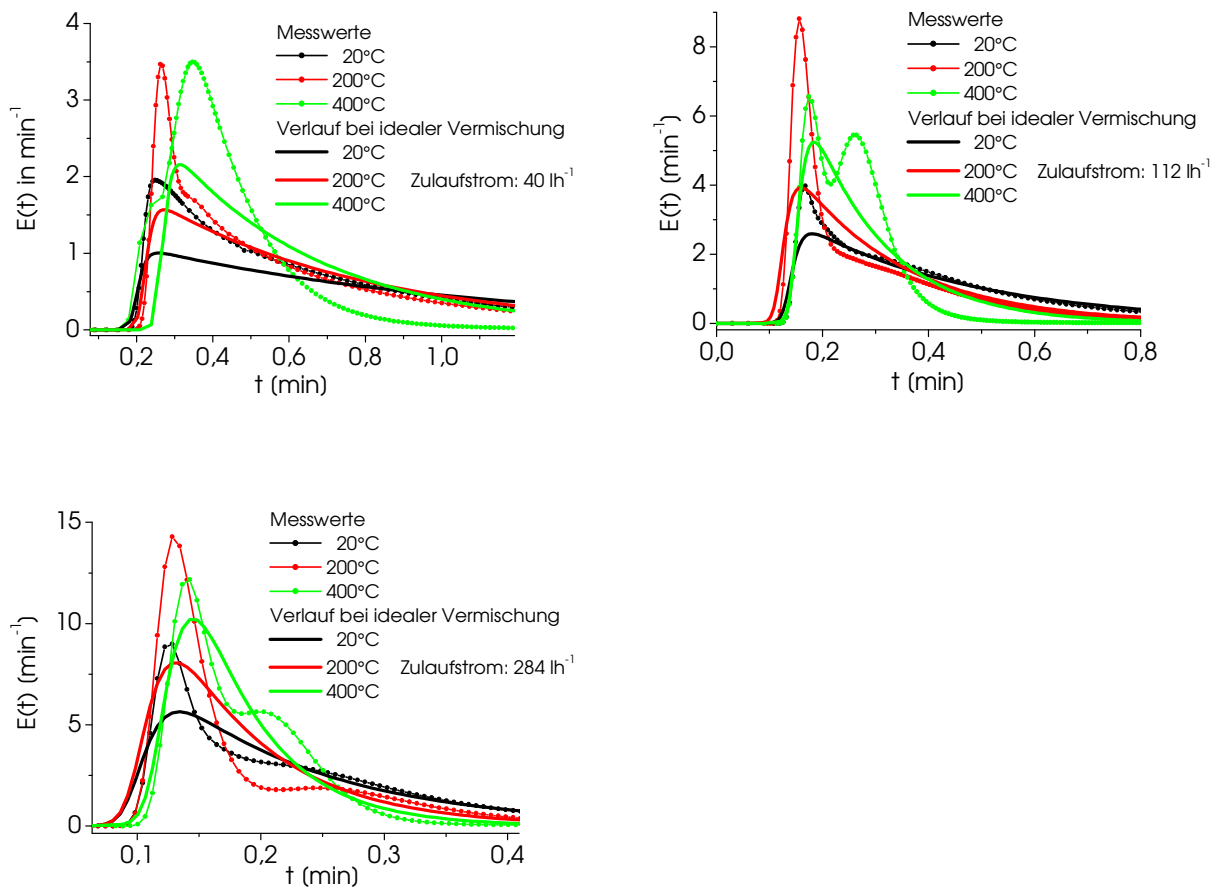 4
3
2
1
0
0,2 0,4 0,6 0,8 1,0
E(t) in min⁻¹
t (min)
Messwerte
20°C
200°C
400°C
Verlauf bei idealer Vermischung
20°C
200°C Zulaufstrom: 40 lh⁻¹
400°C
8
6
4
2
0
0,0 0,2 0,4 0,6 0,8
E(t) (min⁻¹)
t (min)
Messwerte
20°C
200°C
400°C
Verlauf bei idealer Vermischung
20°C
200°C Zulaufstrom: 112 lh⁻¹
400°C
15
10
5
0
0,1 0,2 0,3 0,4
E(t) (min⁻¹)
t (min)
Messwerte
20°C
200°C
400°C
Verlauf bei idealer Vermischung
20°C
200°C Zulaufstrom: 284 lh⁻¹
400°C